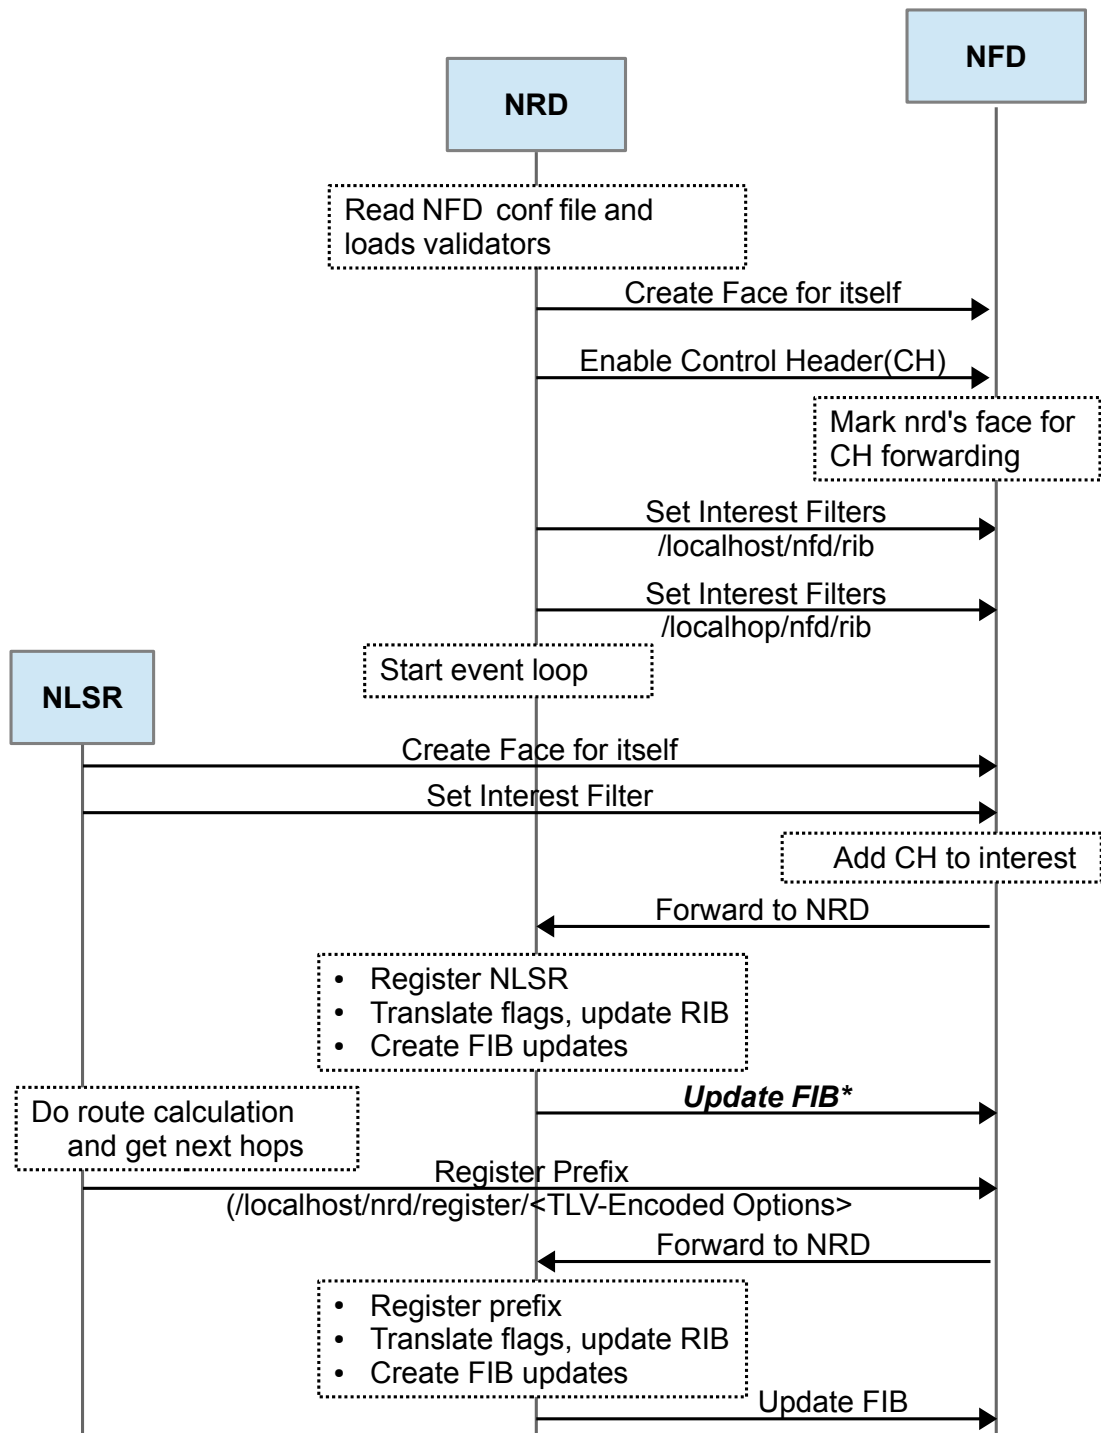 NFD
NRD
Read NFD conf file and
loads validators
Create Face for itself
Enable Control Header(CH)
Mark nrd's face for
CH forwarding
Set Interest Filters
/localhost/nfd/rib
Set Interest Filters
/localhop/nfd/rib
Start event loop
NLSR
Create Face for itself
Set Interest Filter
Add CH to interest
Forward to NRD
• Register NLSR
• Translate flags, update RIB
• Create FIB updates
Update FIB*
Do route calculation
and get next hops
Register Prefix
(/localhost/nrd/register/<TLV-Encoded Options>
Forward to NRD
• Register prefix
• Translate flags, update RIB
• Create FIB updates
Update FIB